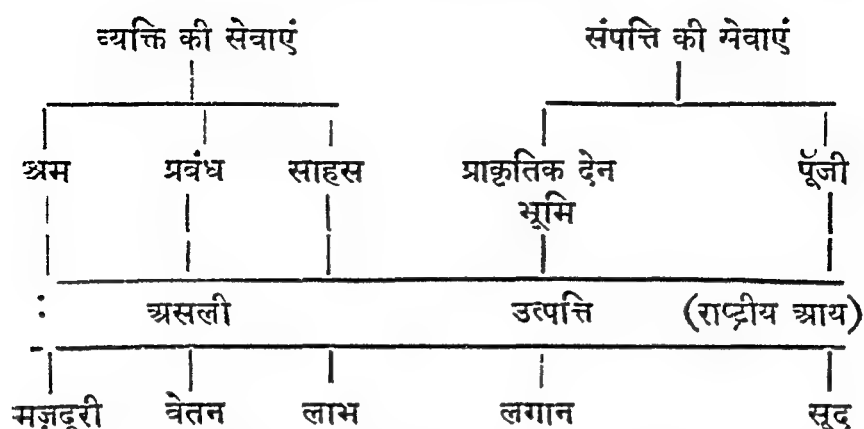 व्यक्ति की सेवाएं संपत्ति की सेवाएं
श्रम प्रबंध साहस प्राकृतिक देन पूँजी
भूमि
असली उत्पत्ति (राष्ट्रीय आय)
मज़दूरी वेतन लाभ लगान सूद